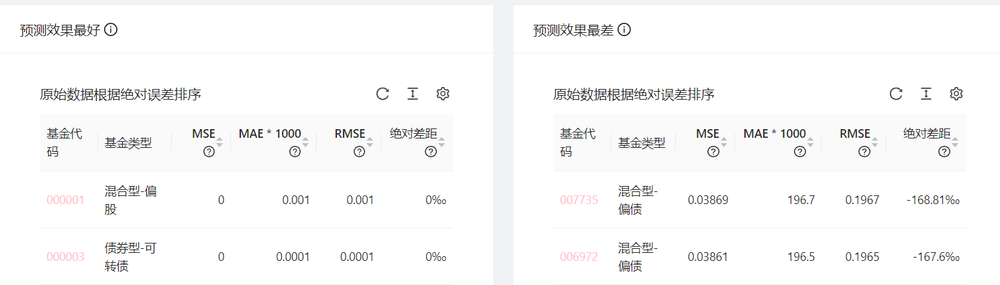 预测效果最好
原始数据根据绝对误差排序
基金代码 基金类型 MSE MAE * 1000 RMSE 绝对差距
000001 混合型-偏股 0 0.001 0.001 0‰
000003 债券型-可转债 0 0.0001 0.0001 0‰
预测效果最差
原始数据根据绝对误差排序
基金代码 基金类型 MSE MAE * 1000 RMSE 绝对差距
007735 混合型-偏债 0.03869 196.7 0.1967 -168.81‰
006972 混合型-偏债 0.03861 196.5 0.1965 -167.6‰